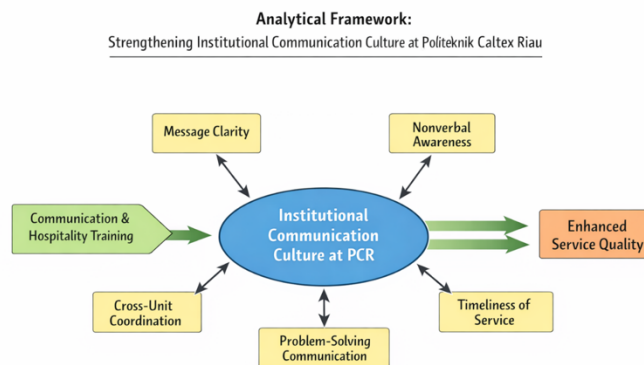 Analytical Framework:
Strengthening Institutional Communication Culture at Politeknik Caltex Riau
Message Clarity
Nonverbal
Awareness
Communication &
Hospitality Training
Institutional
Communication
Culture at PCR
Enhanced
Service Quality
Cross-Unit
Coordination
Problem-Solving
Communication
Timeliness of
Service